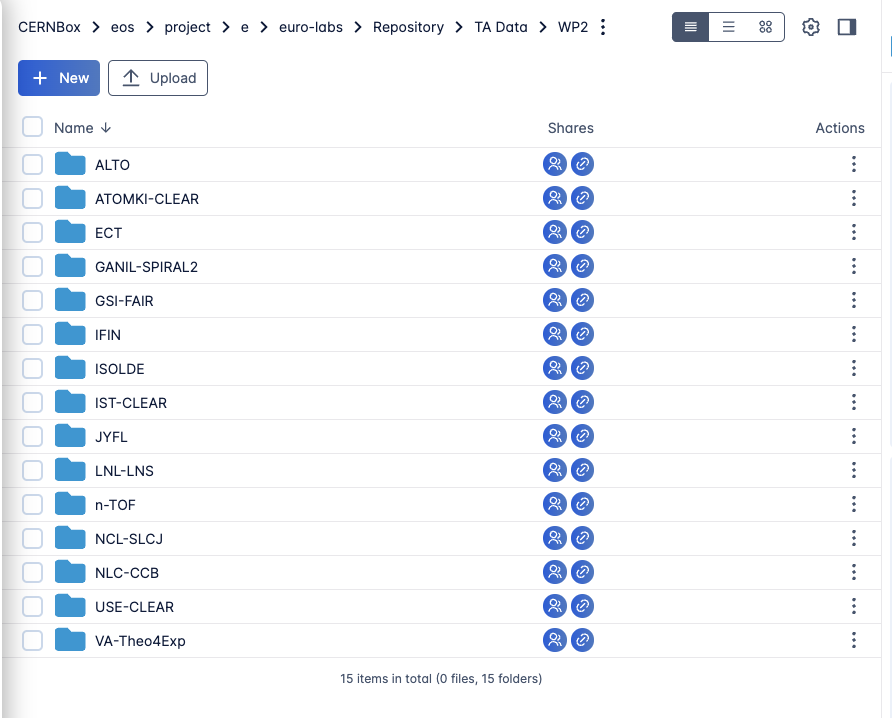 CERNBox > eos > project > e > euro-labs > Repository > TA Data > WP2
New Upload
Name Shares Actions
ALTO
ATOMKI-CLEAR
ECT
GANIL-SPIRAL2
GSI-FAIR
IFIN
ISOLDE
IST-CLEAR
JYFL
LNL-LNS
n-TOF
NCL-SLCJ
NLC-CCB
USE-CLEAR
VA-Theo4Exp
15 items in total (0 files, 15 folders)